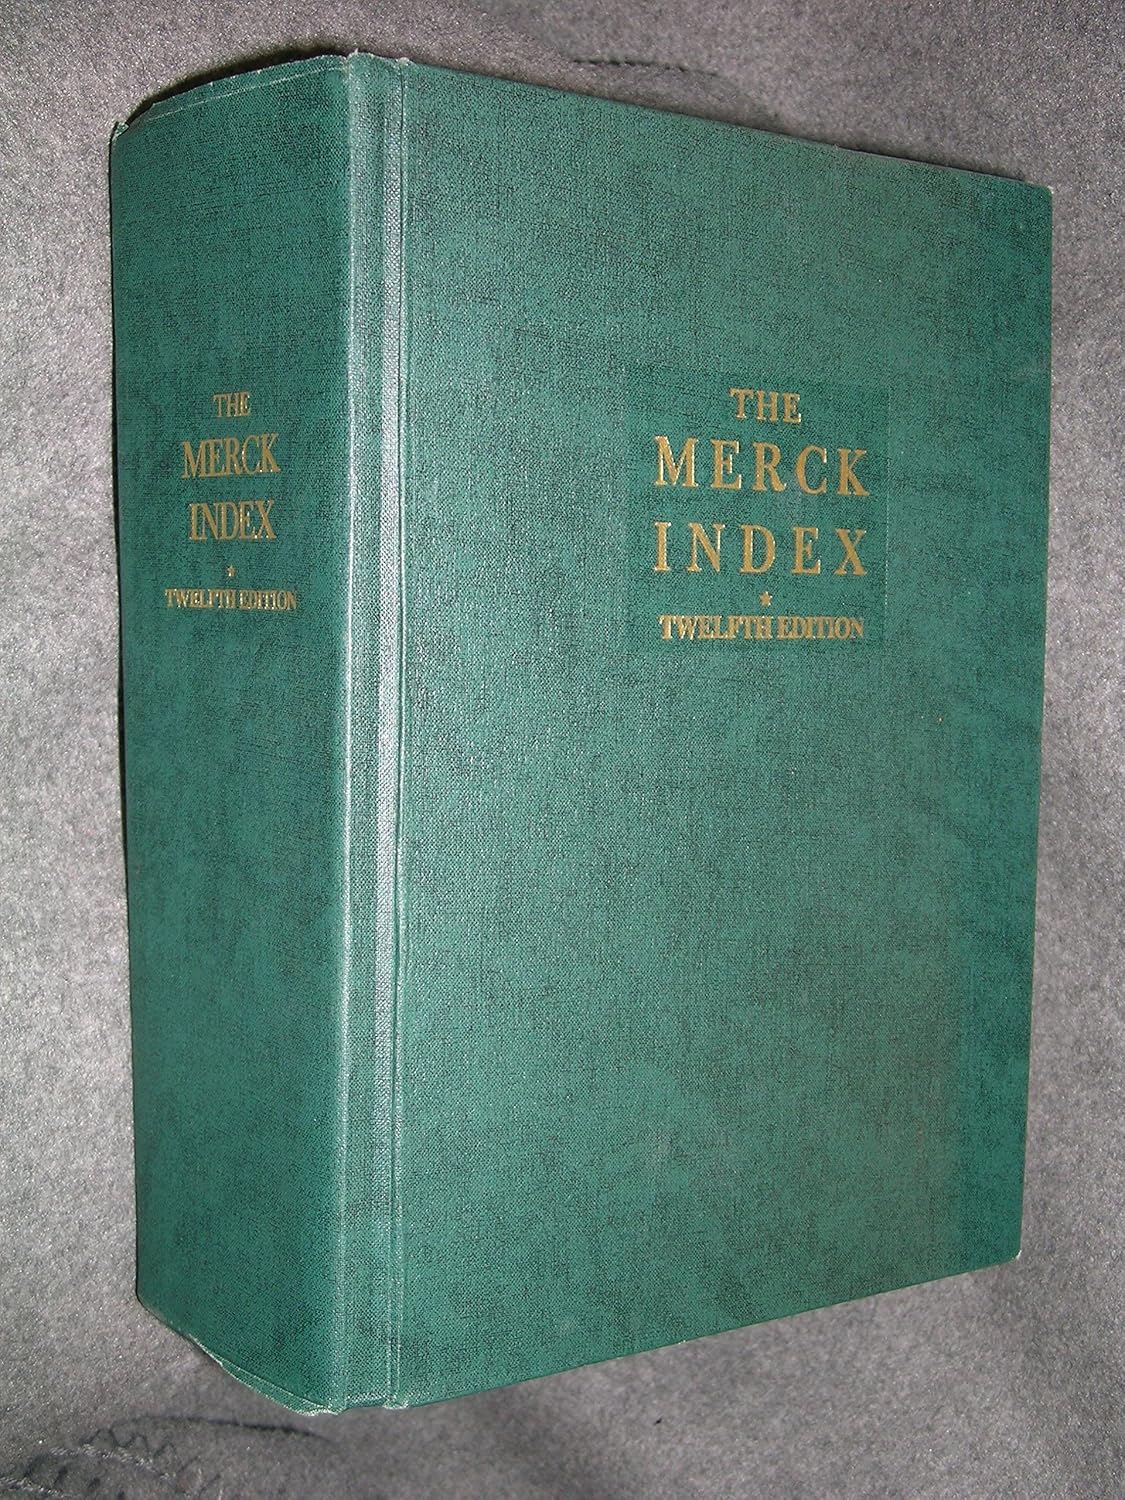 THE
MERCK
INDEX
★
TWELFTH EDITION
THE
MERCK
INDEX
★
TWELFTH EDITION